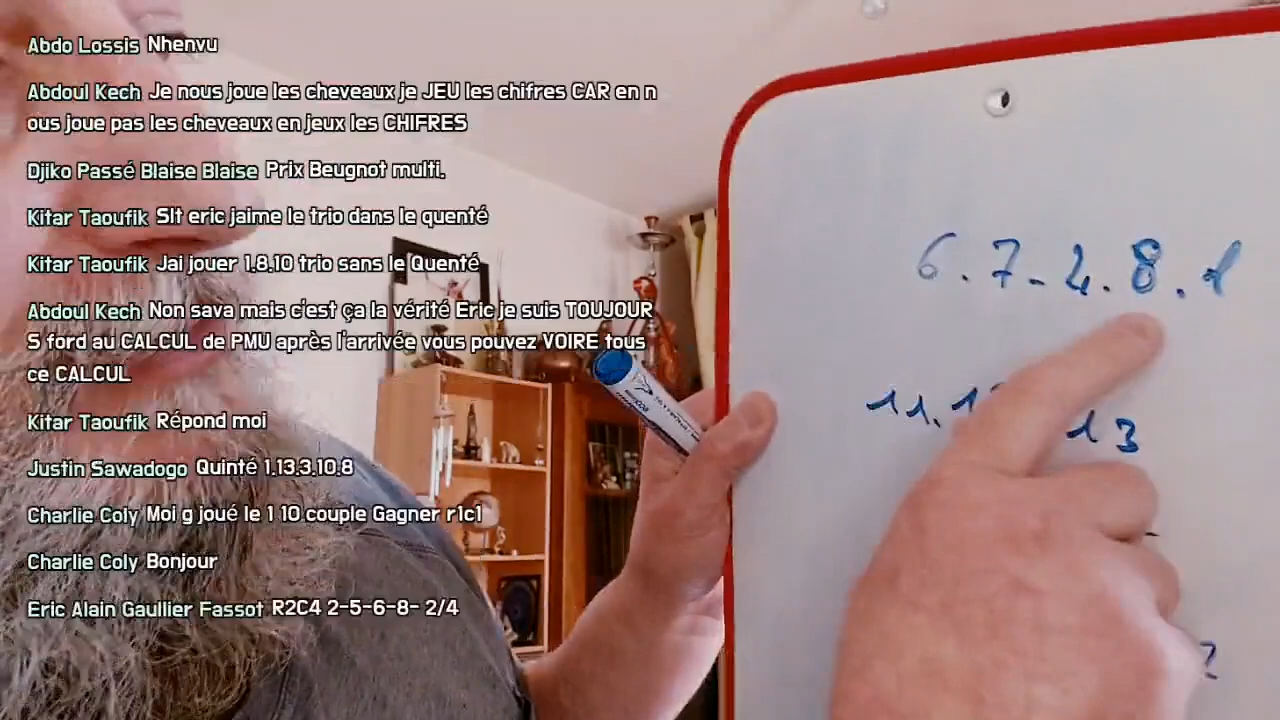 Abdo Lossis Nhenvu
Abdoul Kech Je nous joue les cheveaux je JEU les chifres CAR en n
ous joue pas les cheveaux en jeux les CHIFRES
Djiko Passé Blaise Blaise Prix Beugnot multi.
Kitar Taoufik Slt eric jaime le trio dans le quenté
Kitar Taoufik Jai jouer 1.8.10 trio sans le Quenté
Abdoul Kech Non sava mais c'est ça la vérité Eric je suis TOUJOUR
S ford au CALCUL de PMU après l'arrivée vous pouvez VOIRE tous
ce CALCUL
Kitar Taoufik Répond moi
Justin Sawadogo Quinté 1.13.3.10.8
Charlie Coly Moi g joué le 1 10 couple Gagner r1c1
Charlie Coly Bonjour
Eric Alain Gaullier Fassot R2C4 2-5-6-8- 2/4
6.7-4.8.1
11. 13